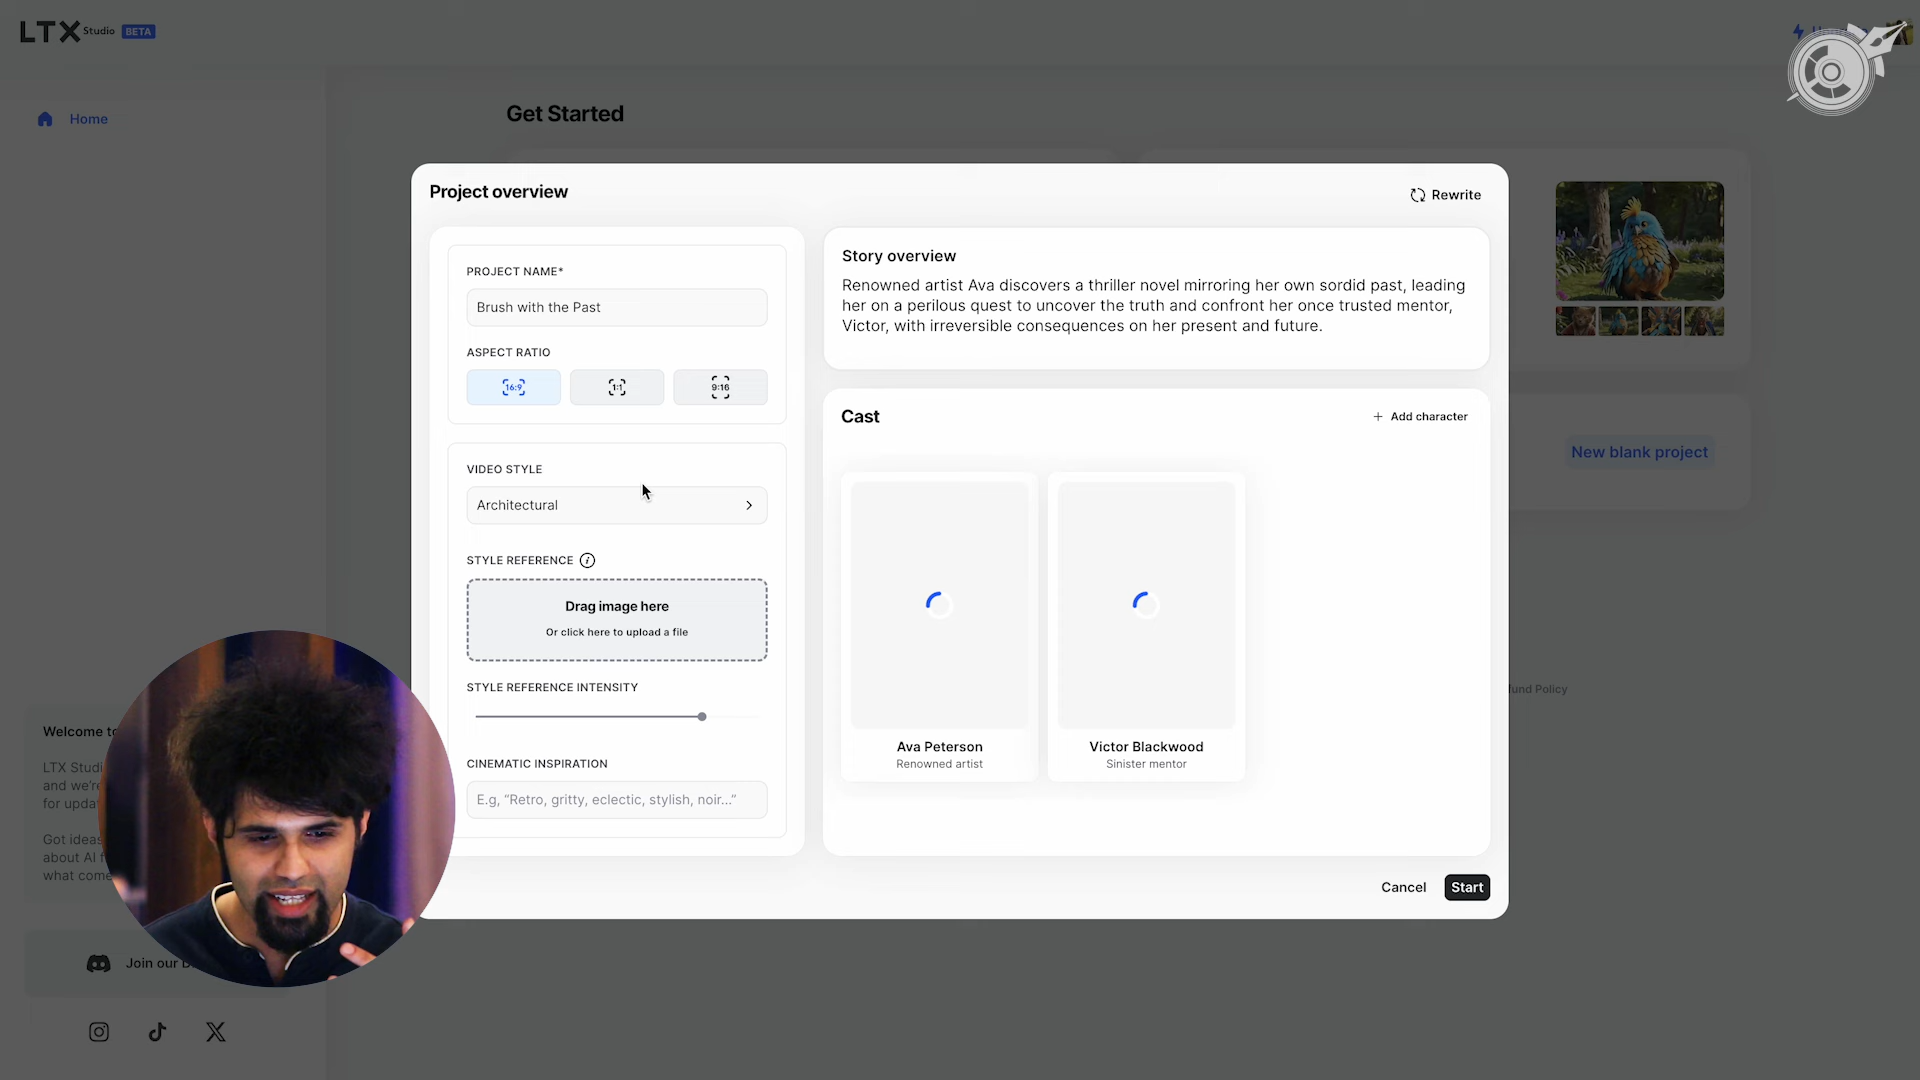 LTX Studio BETA
Home
Get Started
Project overview
Rewrite
PROJECT NAME*
Brush with the Past
ASPECT RATIO
16:9
1:1
9:16
VIDEO STYLE
Architectural
STYLE REFERENCE
Drag image here
Or click here to upload a file
STYLE REFERENCE INTENSITY
CINEMATIC INSPIRATION
E.g, “Retro, gritty, eclectic, stylish, noir...”
Story overview
Renowned artist Ava discovers a thriller novel mirroring her own sordid past, leading
her on a perilous quest to uncover the truth and confront her once trusted mentor,
Victor, with irreversible consequences on her present and future.
Cast
+ Add character
Ava Peterson
Renowned artist
Victor Blackwood
Sinister mentor
Cancel
Start
New blank project
Policy
Welcome
LTX
and we're
for
Got ideas
about AI
what
Join our